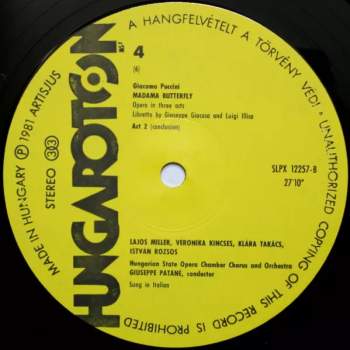 A HANGFELVÉTELT A TÖRVÉNY VÉDI • UNAUTHORIZED COPYING OF THIS RECORD IS PROHIBITED
MADE IN HUNGARY Ⓟ 1981 ARTISJUS
STEREO 33
HUNGAROTON
4
(6)
Giacomo Puccini
MADAMA BUTTERFLY
Opera in three acts
Libretto by Giuseppe Giacosa and Luigi Illica
Act 2 (conclusion)
SLPX 12257-B
27'10"
LAJOS MILLER, VERONIKA KINCSES, KLÁRA TAKÁCS,
ISTVÁN ROZSOS
Hungarian State Opera Chamber Chorus and Orchestra
GIUSEPPE PATANE, conductor
Sung in Italian